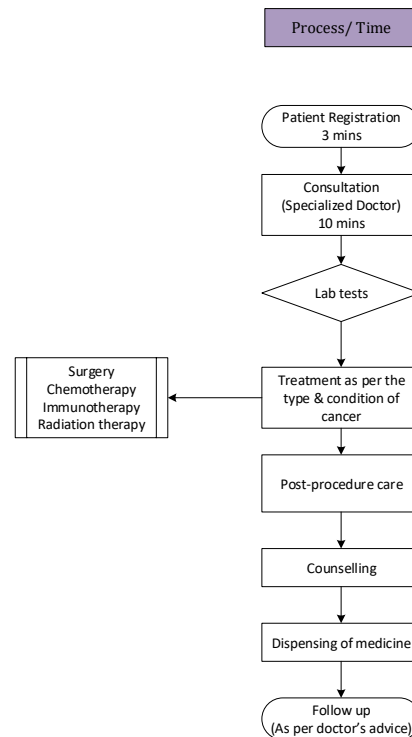 Process/ Time
Patient Registration
3 mins
Consultation
(Specialized Doctor)
10 mins
Lab tests
Treatment as per the
type & condition of
cancer
Surgery
Chemotherapy
Immunotherapy
Radiation therapy
Post-procedure care
Counselling
Dispensing of medicine
Follow up
(As per doctor’s advice)